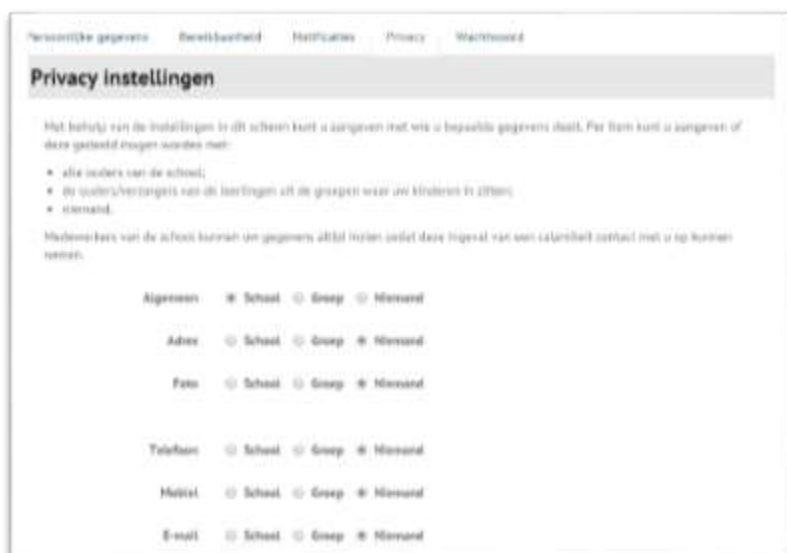 Persoonlijke gegevens Bereikbaarheid Notificaties Privacy Wachtwoord
Privacy instellingen
Met behulp van de instellingen in dit scherm kunt u aangeven met wie u bepaalde gegevens deelt. Per item kunt u aangeven of
deze gedeeld mogen worden met:
alle ouders van de school;
de ouders/verzorgers van de leerlingen uit de groepen waar uw kinderen in zitten;
niemand.
Medewerkers van de school kunnen uw gegevens altijd inzien zodat deze ingeval van een calamiteit contact met u op kunnen
nemen.
Algemeen School Groep Niemand
Adres School Groep Niemand
Foto School Groep Niemand
Telefoon School Groep Niemand
Mobiel School Groep Niemand
E-mail School Groep Niemand